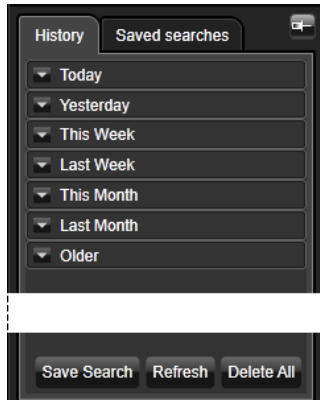 History Saved searches
Today
Yesterday
This Week
Last Week
This Month
Last Month
Older
Save Search Refresh Delete All